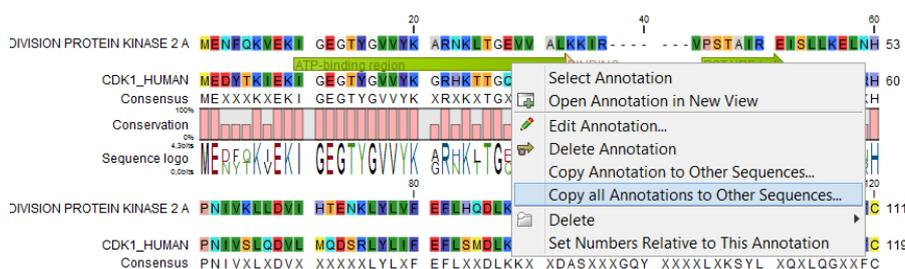 20 40 60
DIVISION PROTEIN KINASE 2 A MENFQKVEKI GEGTYGVVYK ARNKLTGEVV ALKKIR- - - - - VPSTAIR EISLLKELNH 53
ATP-binding region
CDK1_HUMAN MEDYTKIEKI GEGTYGVVYK GRHKTTG RH 60
Consensus MEXXXKXEKI GEGTYGVVYK XRXKXTGX XH
100%
Conservation
0%
4.3bits
Sequence logo
0.0bits
Select Annotation
Open Annotation in New View
Edit Annotation...
Delete Annotation
Copy Annotation to Other Sequences...
Copy all Annotations to Other Sequences...
Delete
Set Numbers Relative to This Annotation
80 120
DIVISION PROTEIN KINASE 2 A PNIVKLLDVI HTENKLYLVF EFLHQDLK C 111
CDK1_HUMAN PNIVSLQDVL MQDSRLYLIF EFLSMDLK C 119
Consensus PNIVXLXDVX XXXXXLYLXF EFLXXDLKKX XDASXXXGQY XXXXLXKSYL XQXLQGXXFC